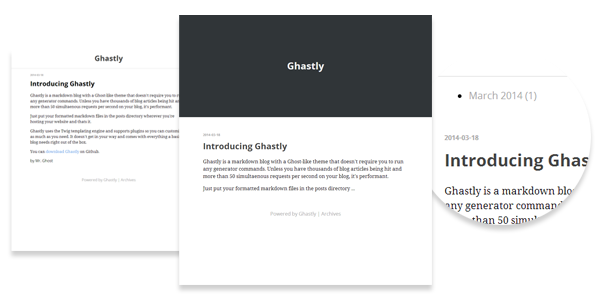 Ghastly
2014-03-18
Introducing Ghastly
Ghastly is a markdown blog with a Ghost-like theme that doesn't require you to run
any generator commands. Unless you have thousands of blog articles being hit and
more than 50 simultaenous requests per second on your blog, it's performant.
Just put your formatted markdown files in the posts directory wherever you're
hosting your website and then it
Ghastly uses the Twig templating engine and supports plugins so you can custom
as much as you need. It doesn't get in your way and comes with everything a basi
blog needs right out of the box.
You can download Ghastly on Github
by Mr. Ghost
Powered by Ghastly | Archives
Ghastly
2014-03-18
Introducing Ghastly
Ghastly is a markdown blog with a Ghost-like theme that doesn't require you to run
any generator commands. Unless you have thousands of blog articles being hit and
more than 50 simultaenous requests per second on your blog, it's performant.
Just put your formatted markdown files in the posts directory ...
Powered by Ghastly | Archives
• March 2014 (1)
2014-03-18
Introducing Ghas
Ghastly is a markdown blo
any generator command
than 50 simul